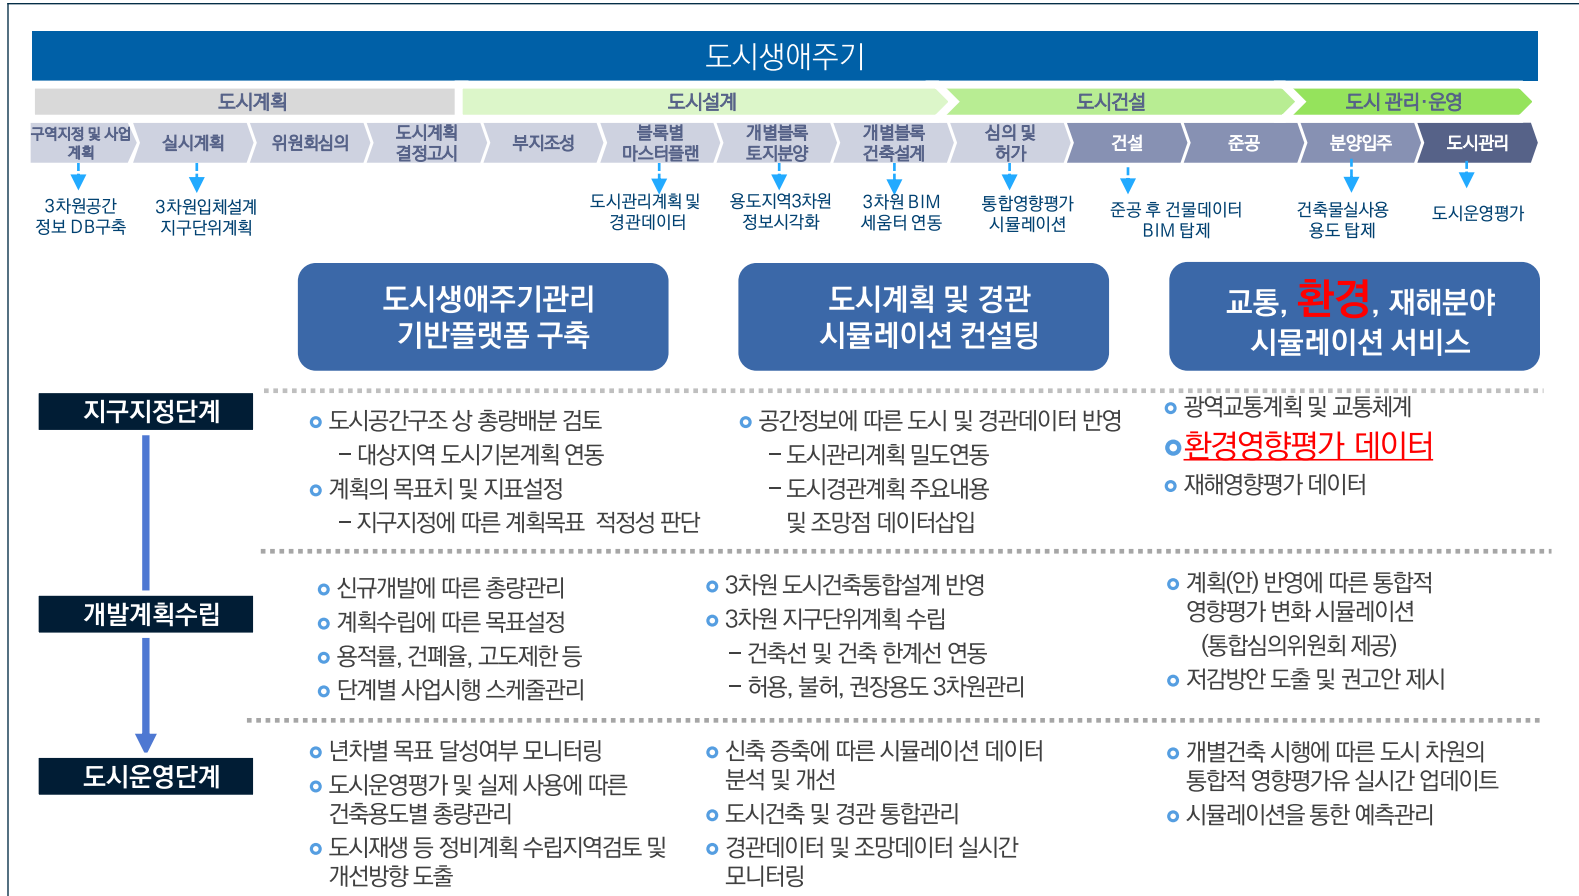 도시생애주기
도시계획
도시설계
도시건설
도시 관리·운영
구역지정 및 사업
계획
실시계획
위원회심의
도시계획
결정고시
부지조성
블록별
마스터플랜
개별블록
토지분양
개별블록
건축설계
심의 및
허가
건설
준공
분양입주
도시관리
3차원공간
정보 DB구축
3차원입체설계
지구단위계획
도시관리계획 및
경관데이터
용도지역3차원
정보시각화
3차원 BIM
세움터 연동
통합영향평가
시뮬레이션
준공 후 건물데이터
BIM 탑제
건축물실사용
용도 탑제
도시운영평가
도시생애주기관리
기반플랫폼 구축
도시계획 및 경관
시뮬레이션 컨설팅
교통, 환경, 재해분야
시뮬레이션 서비스
지구지정단계
도시공간구조 상 총량배분 검토
– 대상지역 도시기본계획 연동
계획의 목표치 및 지표설정
– 지구지정에 따른 계획목표 적정성 판단
공간정보에 따른 도시 및 경관데이터 반영
– 도시관리계획 밀도연동
– 도시경관계획 주요내용
및 조망점 데이터삽입
광역교통계획 및 교통체계
환경영향평가 데이터
재해영향평가 데이터
개발계획수립
신규개발에 따른 총량관리
계획수립에 따른 목표설정
용적률, 건폐율, 고도제한 등
단계별 사업시행 스케줄관리
3차원 도시건축통합설계 반영
3차원 지구단위계획 수립
– 건축선 및 건축 한계선 연동
– 허용, 불허, 권장용도 3차원관리
계획(안) 반영에 따른 통합적
영향평가 변화 시뮬레이션
(통합심의위원회 제공)
저감방안 도출 및 권고안 제시
도시운영단계
년차별 목표 달성여부 모니터링
도시운영평가 및 실제 사용에 따른
건축용도별 총량관리
도시재생 등 정비계획 수립지역검토 및
개선방향 도출
신축 증축에 따른 시뮬레이션 데이터
분석 및 개선
도시건축 및 경관 통합관리
경관데이터 및 조망데이터 실시간
모니터링
개별건축 시행에 따른 도시 차원의
통합적 영향평가유 실시간 업데이트
시뮬레이션을 통한 예측관리